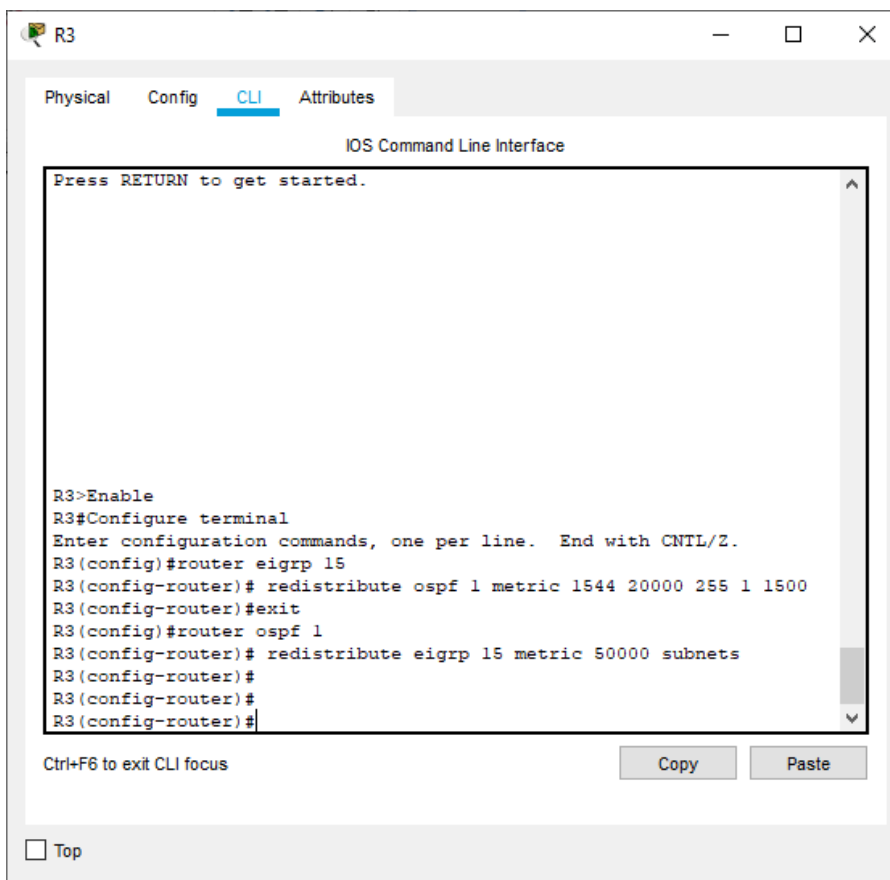 R3
Physical Config CLI Attributes
IOS Command Line Interface
Press RETURN to get started.
R3>Enable
R3#Configure terminal
Enter configuration commands, one per line.  End with CNTL/Z.
R3(config)#router eigrp 15
R3(config-router)# redistribute ospf 1 metric 1544 20000 255 1 1500
R3(config-router)#exit
R3(config)#router ospf 1
R3(config-router)# redistribute eigrp 15 metric 50000 subnets
R3(config-router)#
R3(config-router)#
R3(config-router)#
Ctrl+F6 to exit CLI focus
Copy Paste
Top